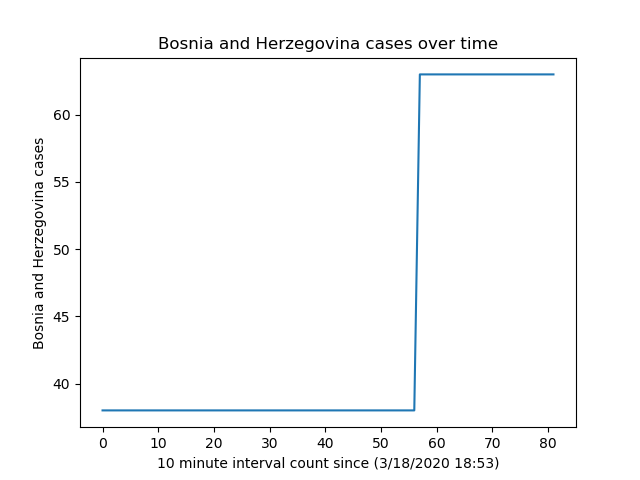 Bosnia and Herzegovina cases over time
Bosnia and Herzegovina cases
60
55
50
45
40
0 10 20 30 40 50 60 70 80
10 minute interval count since (3/18/2020 18:53)